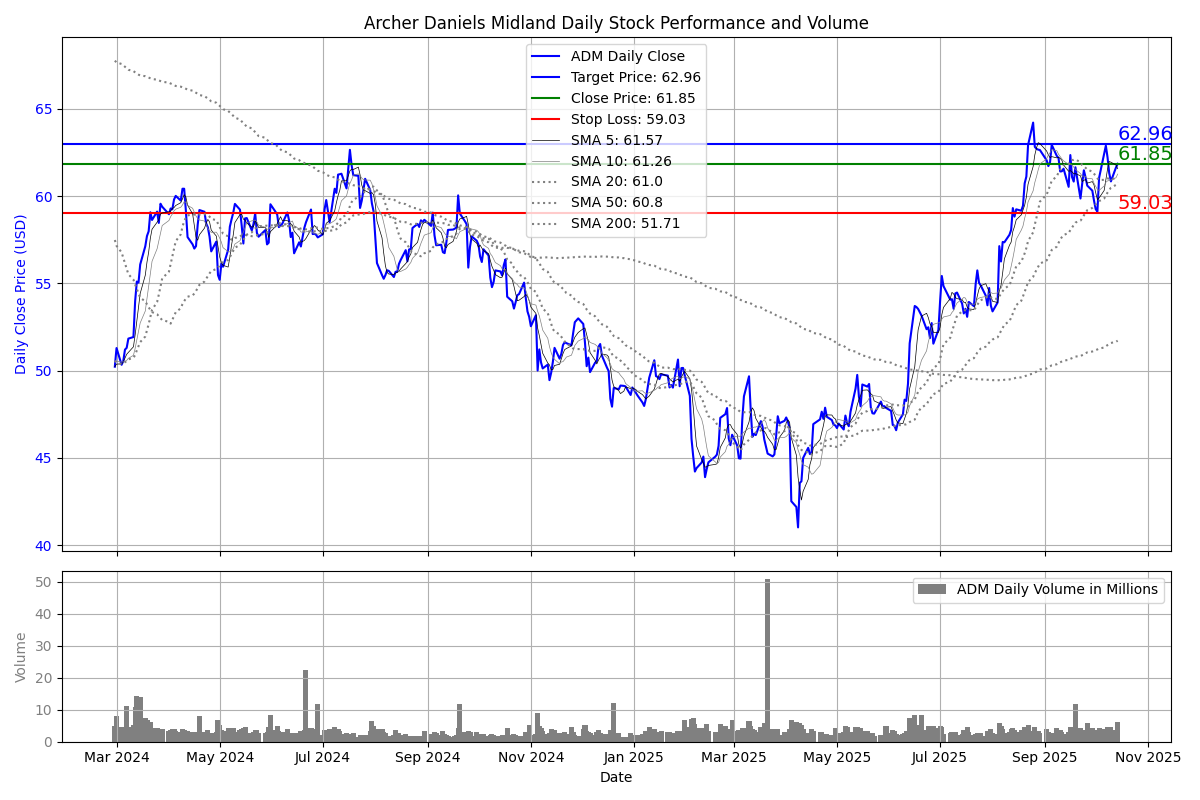 Archer Daniels Midland Daily Stock Performance and Volume
Daily Close Price (USD)
65
60
55
50
45
40
ADM Daily Close
Target Price: 62.96
Close Price: 61.85
Stop Loss: 59.03
SMA 5: 61.57
SMA 10: 61.26
SMA 20: 61.0
SMA 50: 60.8
SMA 200: 51.71
62.96
61.85
59.03
Volume
50
40
30
20
10
0
ADM Daily Volume in Millions
Mar 2024 May 2024 Jul 2024 Sep 2024 Nov 2024 Jan 2025 Mar 2025 May 2025 Jul 2025 Sep 2025 Nov 2025
Date